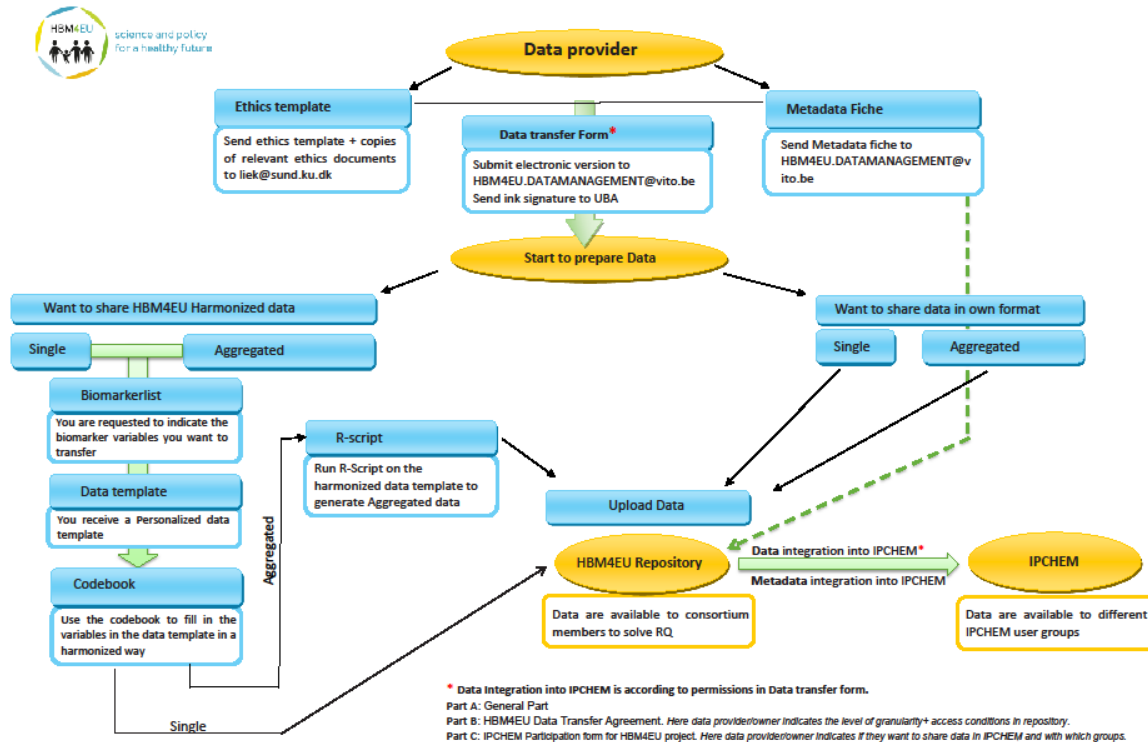 HBM4EU
science and policy
for a healthy future
Data provider
Ethics template
Send ethics template + copies
of relevant ethics documents
to liek@sund.ku.dk
Data transfer Form*
Submit electronic version to
HBM4EU.DATAMANAGEMENT@vito.be
Send ink signature to UBA
Metadata Fiche
Send Metadata fiche to
HBM4EU.DATAMANAGEMENT@v
ito.be
Start to prepare Data
Want to share HBM4EU Harmonized data
Single
Aggregated
Want to share data in own format
Single
Aggregated
Biomarkerlist
You are requested to indicate the
biomarker variables you want to
transfer
Data template
You receive a Personalized data
template
Codebook
Use the codebook to fill in the
variables in the data template in a
harmonized way
Aggregated
Single
R-script
Run R-Script on the
harmonized data template to
generate Aggregated data
Upload Data
HBM4EU Repository
Data are available to consortium
members to solve RQ
Data integration into IPCHEM*
Metadata integration into IPCHEM
IPCHEM
Data are available to different
IPCHEM user groups
* Data Integration into IPCHEM is according to permissions in Data transfer form.
Part A: General Part
Part B: HBM4EU Data Transfer Agreement. Here data provider/owner indicates the level of granularity+ access conditions in repository.
Part C: IPCHEM Participation form for HBM4EU project. Here data provider/owner indicates if they want to share data in IPCHEM and with which groups.